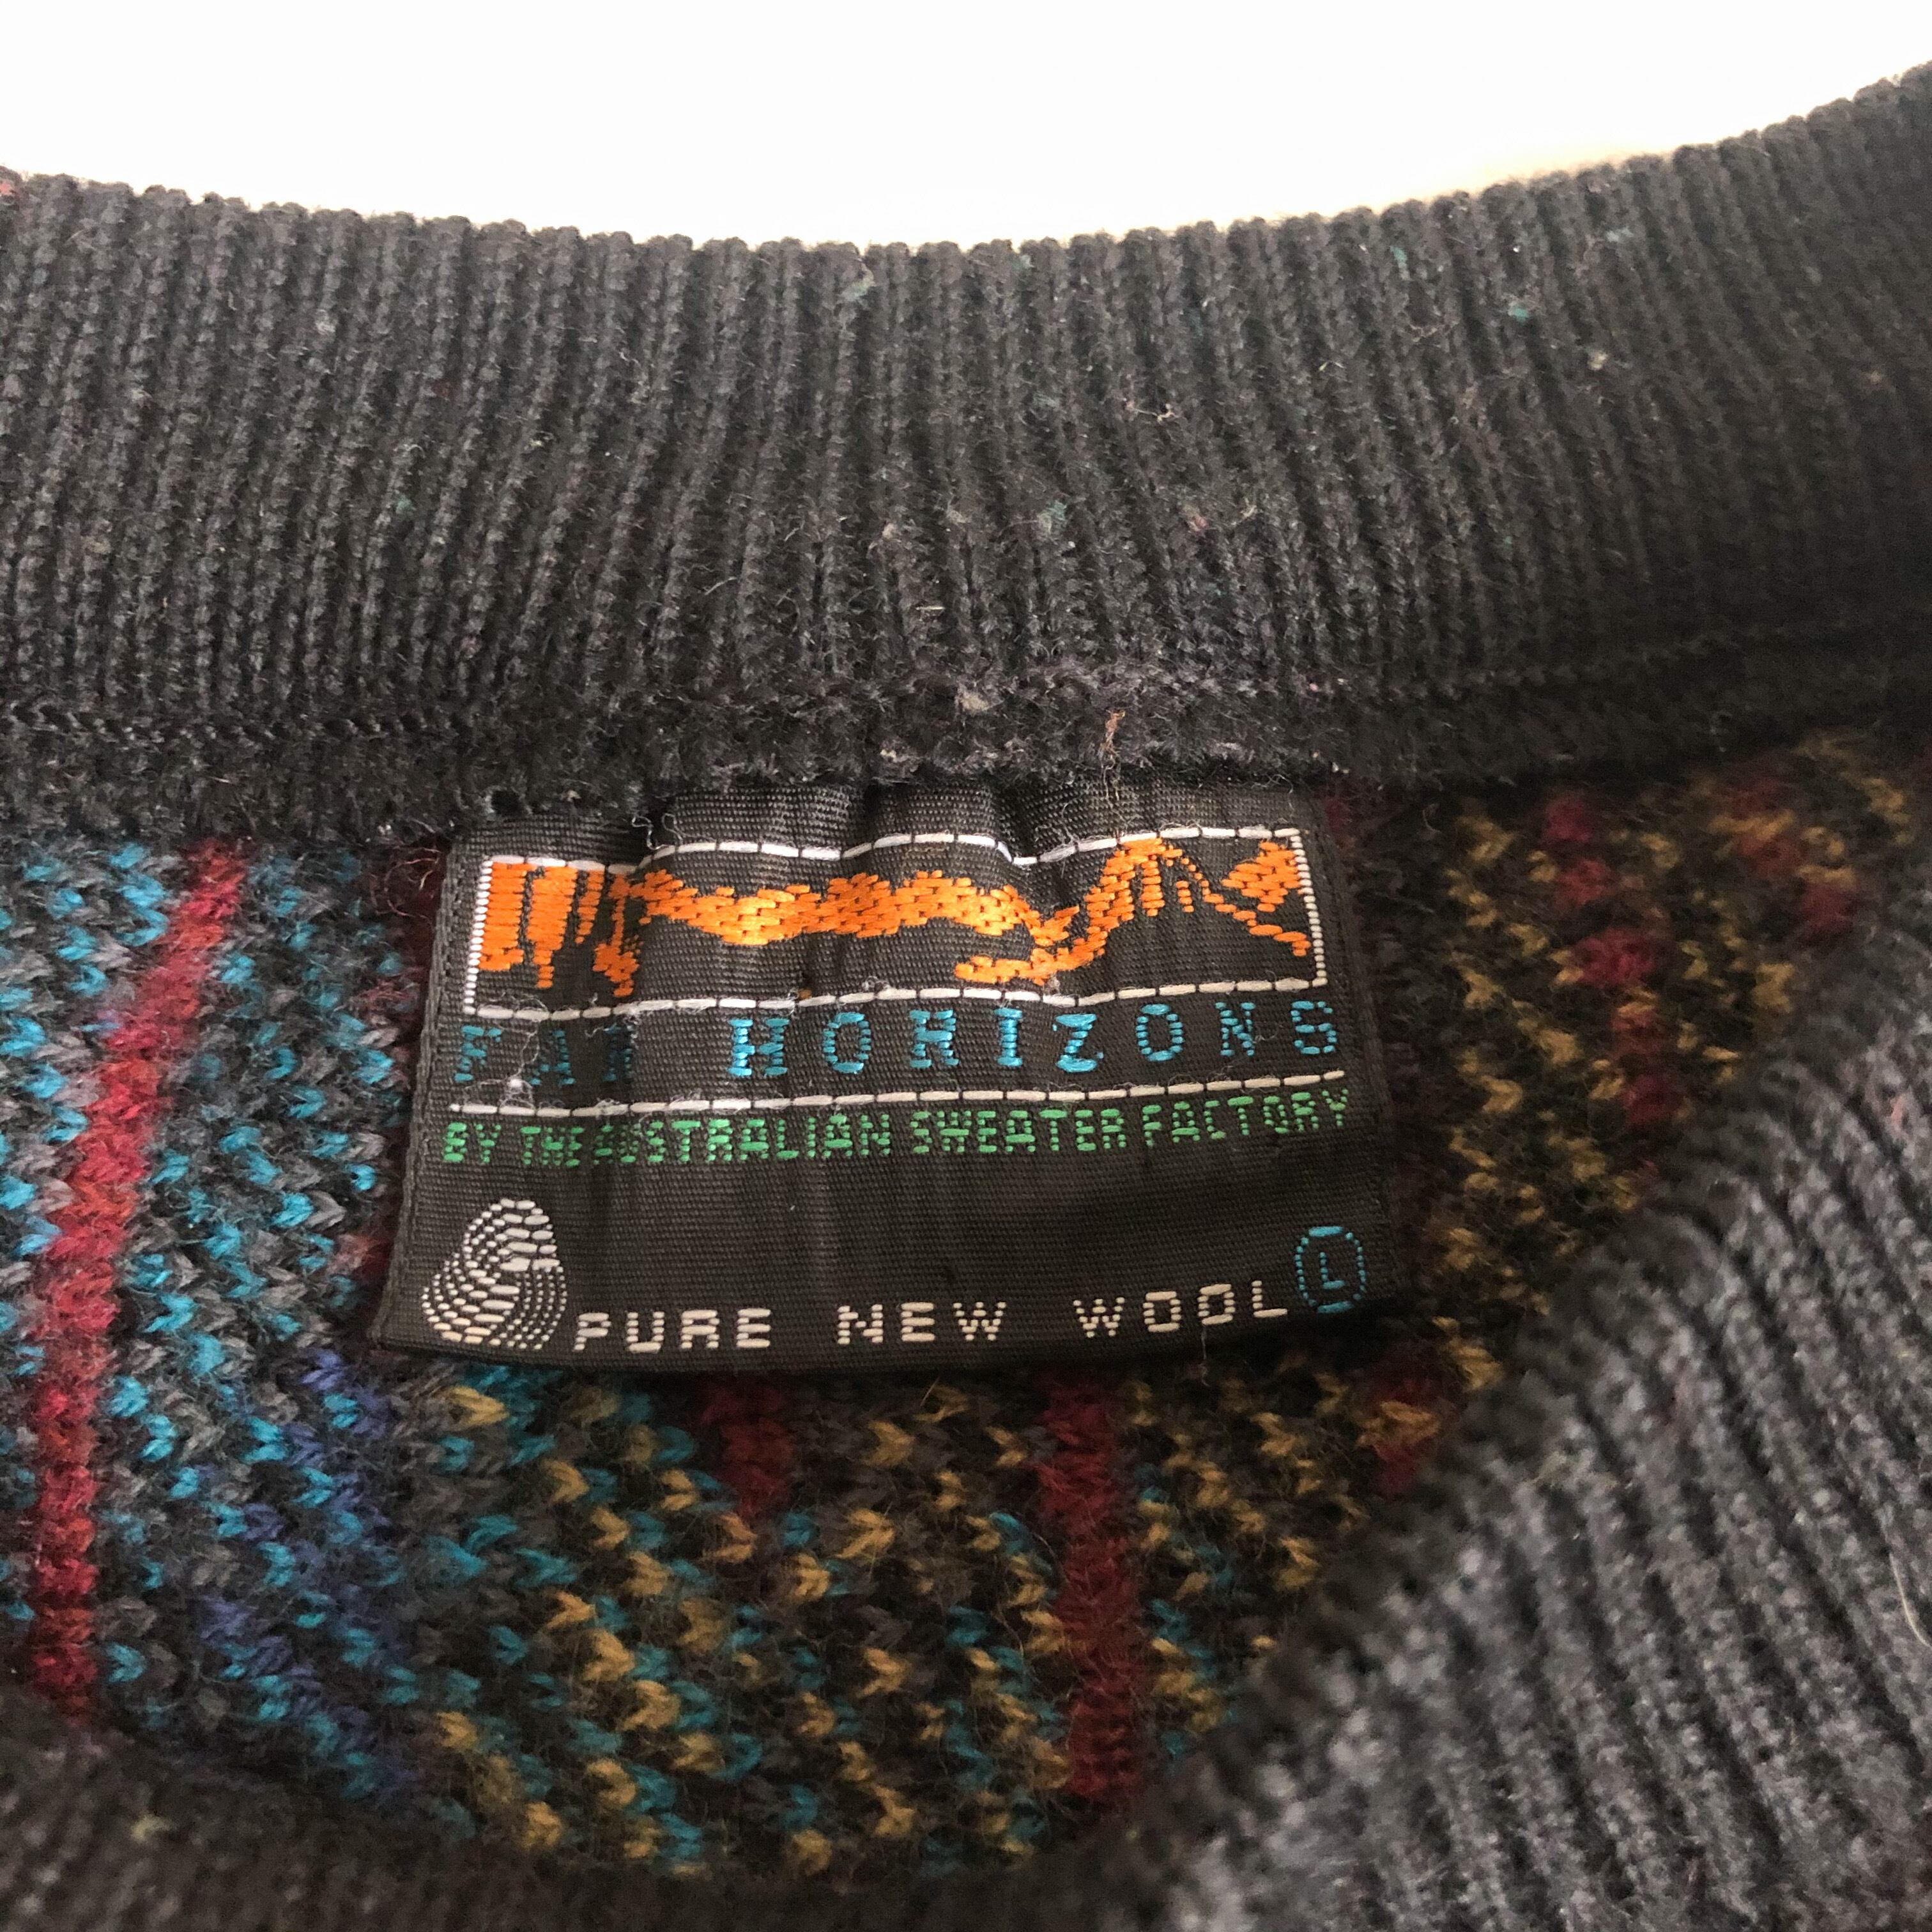 FAR HORIZONS
BY THE AUSTRALIAN SWEATER FACTORY
PURE NEW WOOL L